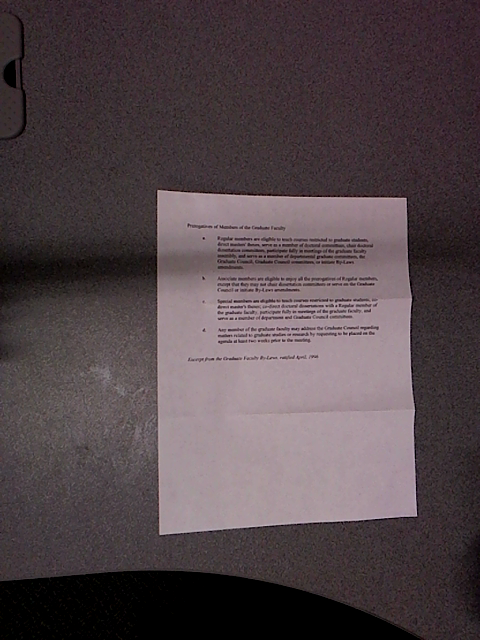 Prerogatives of Members of the Graduate Faculty
a. Regular members are eligible to teach courses restricted to graduate students,
direct masters' theses, serve as a member of doctoral committees, chair doctoral
dissertation committees, participate fully in meetings of the graduate faculty
assembly, and serve as a member of departmental graduate committees, the
Graduate Council, Graduate Council committees, or initiate By-Laws
amendments.
b. Associate members are eligible to enjoy all the prerogatives of Regular members,
except that they may not chair dissertation committees or serve on the Graduate
Council or initiate By-Laws amendments.
c. Special members are eligible to teach courses restricted to graduate students, co-
direct master's theses; co-direct doctoral dissertations with a Regular member of
the graduate faculty, participate fully in meetings of the graduate faculty, and
serve as a member of department and Graduate Council committees.
d. Any member of the graduate faculty may address the Graduate Council regarding
matters related to graduate studies or research by requesting to be placed on the
agenda at least two weeks prior to the meeting.
Excerpt from the Graduate Faculty By-Laws, ratified April, 1996